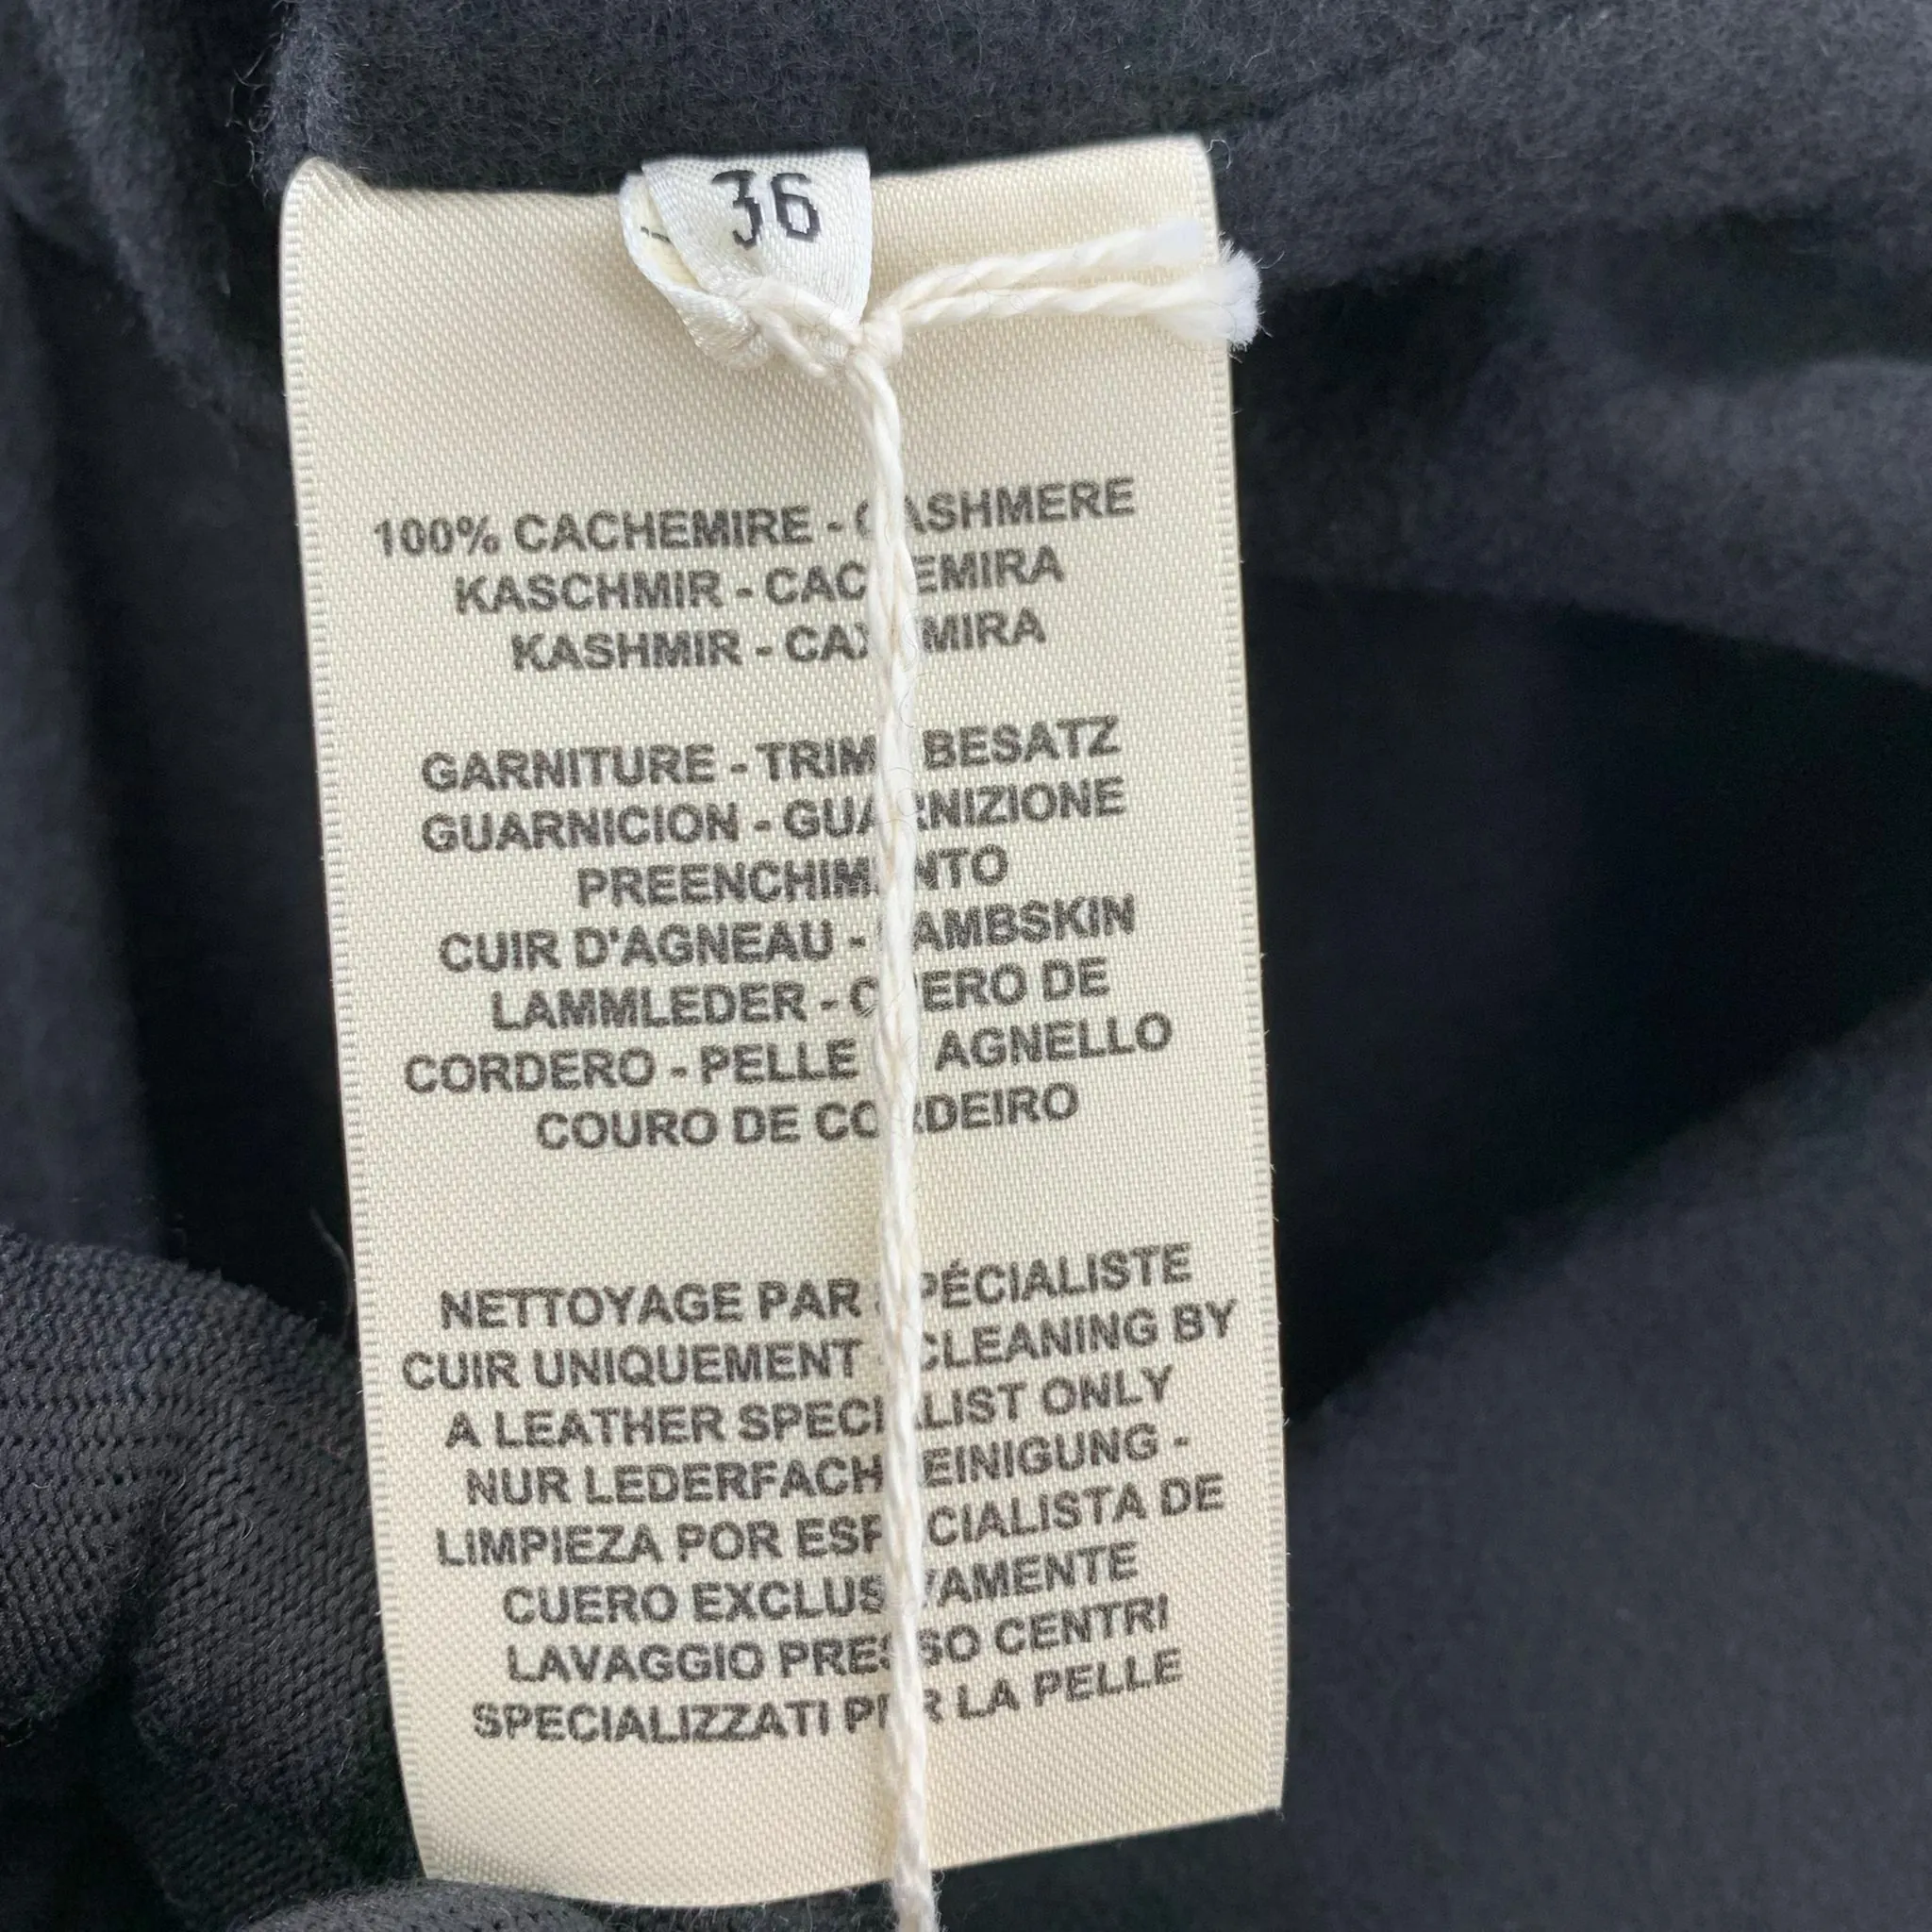 36
100% CACHEMIRE - CASHMERE
KASCHMIR - CACHEMIRA
KASHMIR - CAXEMIRA
GARNITURE - TRIM - BESATZ
GUARNICION - GUARNIZIONE
PREENCHIMENTO
CUIR D'AGNEAU - LAMBSKIN
LAMMLEDER - CUERO DE
CORDERO - PELLE DI AGNELLO
COURO DE CORDEIRO
NETTOYAGE PAR SPÉCIALISTE
CUIR UNIQUEMENT - CLEANING BY
A LEATHER SPECIALIST ONLY
NUR LEDERFACHREINIGUNG -
LIMPIEZA POR ESPECIALISTA DE
CUERO EXCLUSIVAMENTE
LAVAGGIO PRESSO CENTRI
SPECIALIZZATI PER LA PELLE